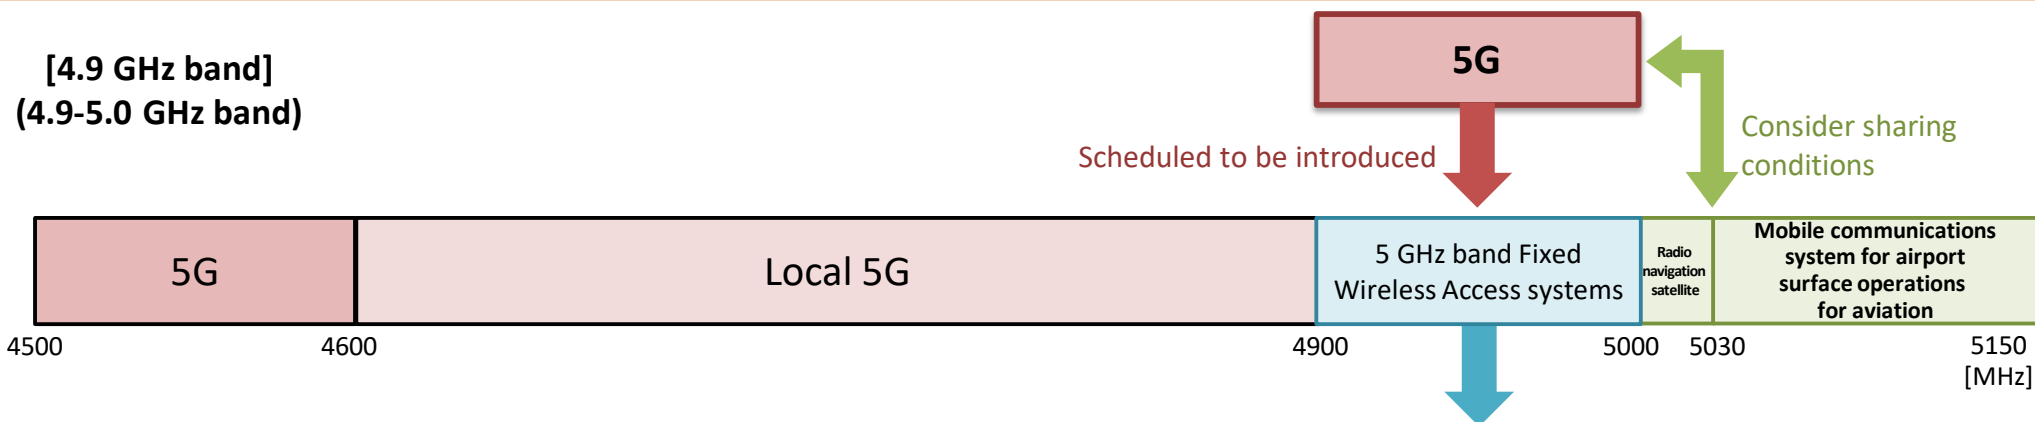 [4.9 GHz band]
(4.9-5.0 GHz band)
5G
Scheduled to be introduced
Consider sharing
conditions
5G
Local 5G
5 GHz band Fixed
Wireless Access systems
Radio
navigation
satellite
Mobile communications
system for airport
surface operations
for aviation
4500
4600
4900
5000
5030
5150
[MHz]